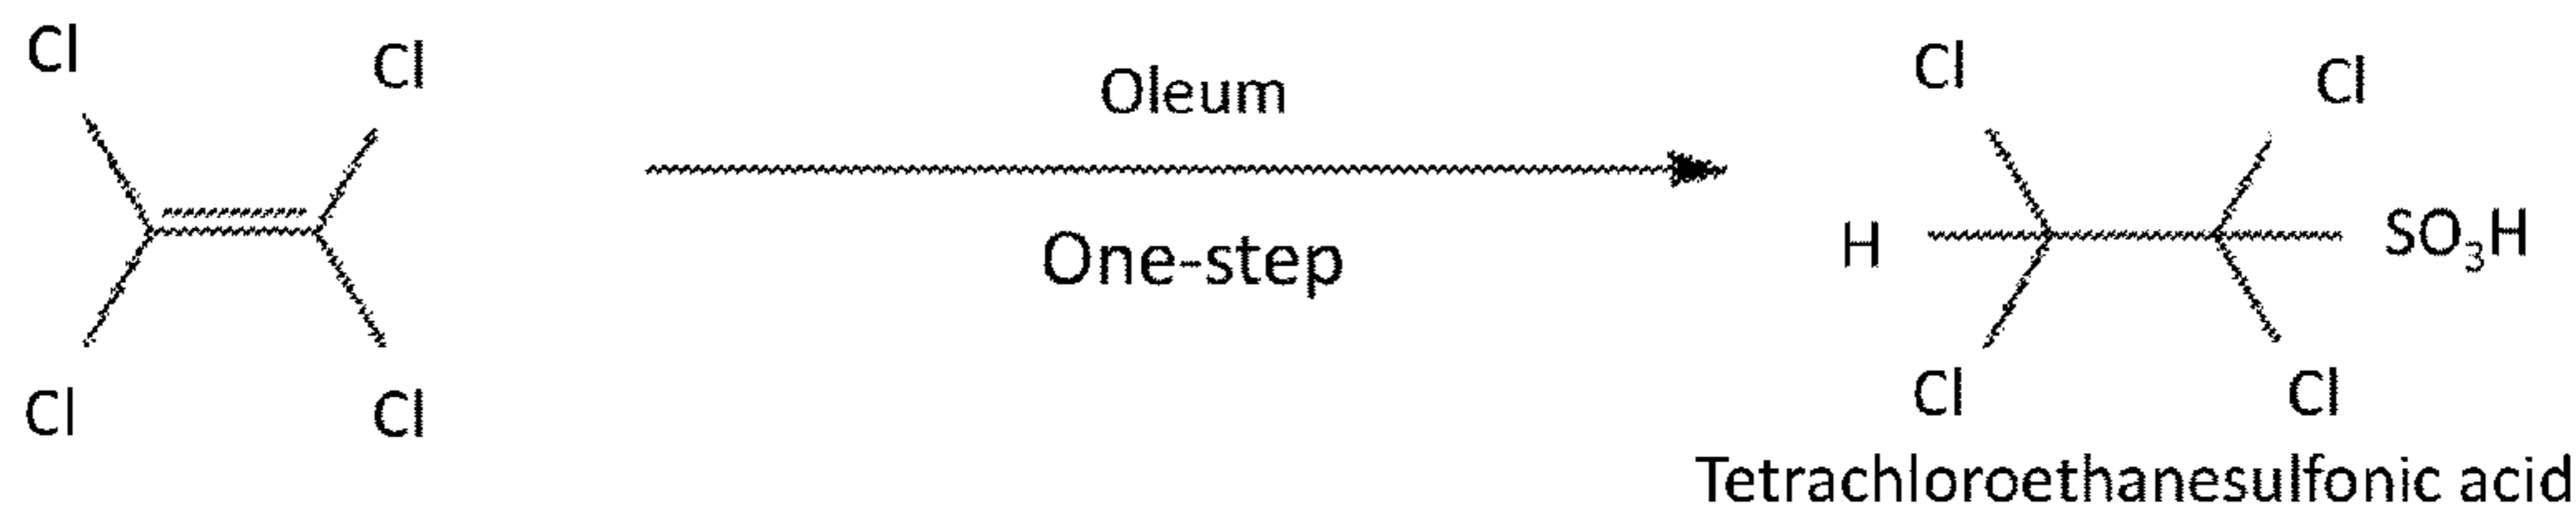 Cl
Cl
Cl
Cl
Oleum
One-step
Cl
Cl
H
SO₃H
Cl
Cl
Tetrachloroethanesulfonic acid